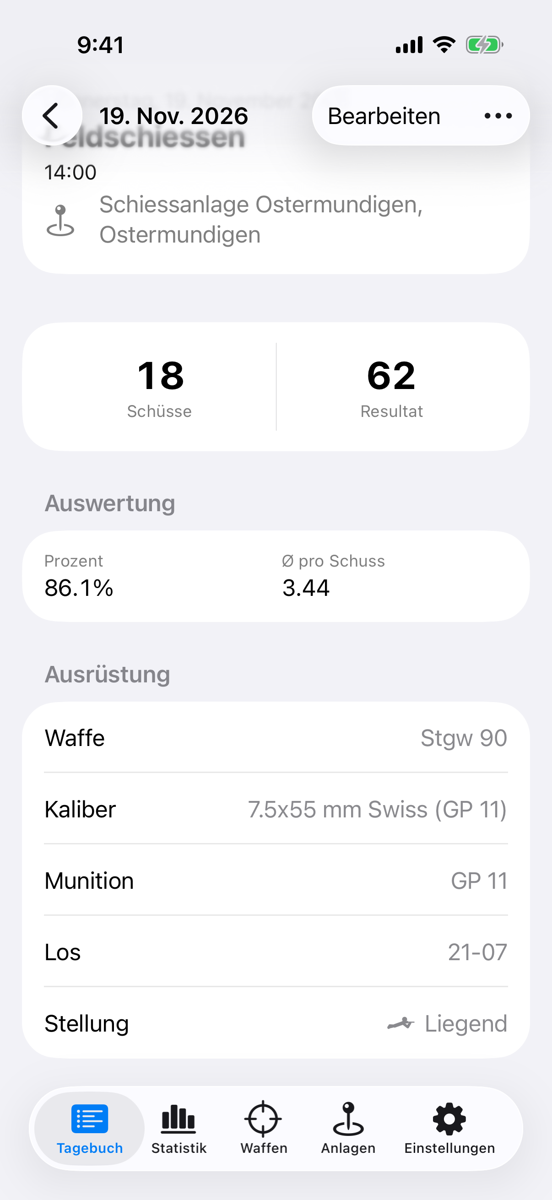 9:41
19. Nov. 2026
Bearbeiten
Feldschiessen
14:00
Schiessanlage Ostermundigen,
Ostermundigen
18
Schüsse
62
Resultat
Auswertung
Prozent
86.1%
Ø pro Schuss
3.44
Ausrüstung
Waffe
Stgw 90
Kaliber
7.5x55 mm Swiss (GP 11)
Munition
GP 11
Los
21-07
Stellung
Liegend
Tagebuch
Statistik
Waffen
Anlagen
Einstellungen